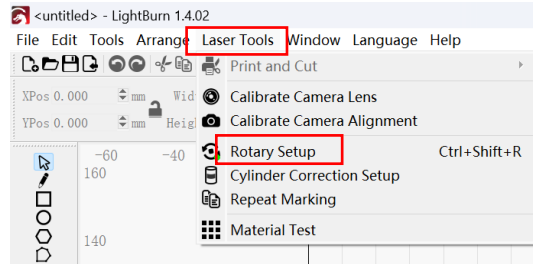 <untitled> - LightBurn 1.4.02
File Edit Tools Arrange Laser Tools Window Language Help
Print and Cut
XPos 0.000 mm
Calibrate Camera Lens
YPos 0.000 mm
Calibrate Camera Alignment
-60 -40
Rotary Setup Ctrl+Shift+R
160
Cylinder Correction Setup
Repeat Marking
Material Test
140